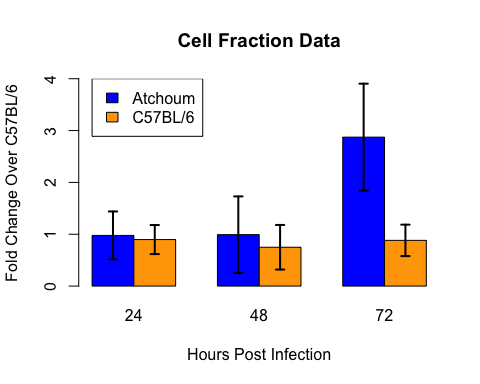 Cell Fraction Data
Fold Change Over C57BL/6
4
3
2
1
0
Atchoum
C57BL/6
24 48 72
Hours Post Infection